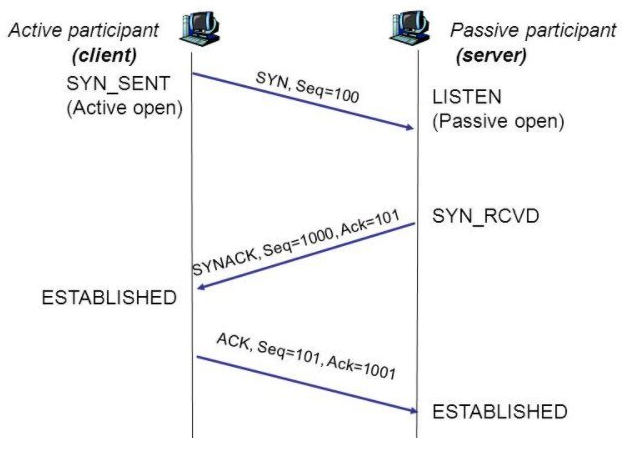 Active participant
(client)
Passive participant
(server)
SYN_SENT
(Active open)
SYN, Seq=100
LISTEN
(Passive open)
SYN_RCVD
SYNACK, Seq=1000, Ack=101
ESTABLISHED
ACK, Seq=101, Ack=1001
ESTABLISHED